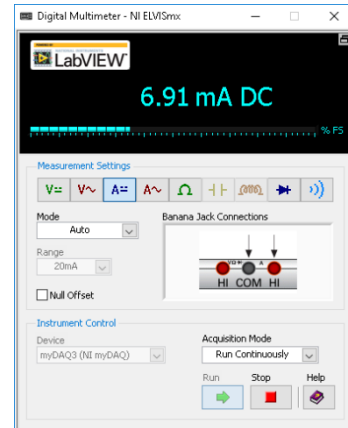 Digital Multimeter - NI ELVISmx
LabVIEW
6.91 mA DC
% FS
Measurement Settings
V= V~ A= A~ Ω
Mode
Banana Jack Connections
Auto
Range
20mA
HI COM HI
Null Offset
Instrument Control
Device
Acquisition Mode
myDAQ3 (NI myDAQ)
Run Continuously
Run Stop Help